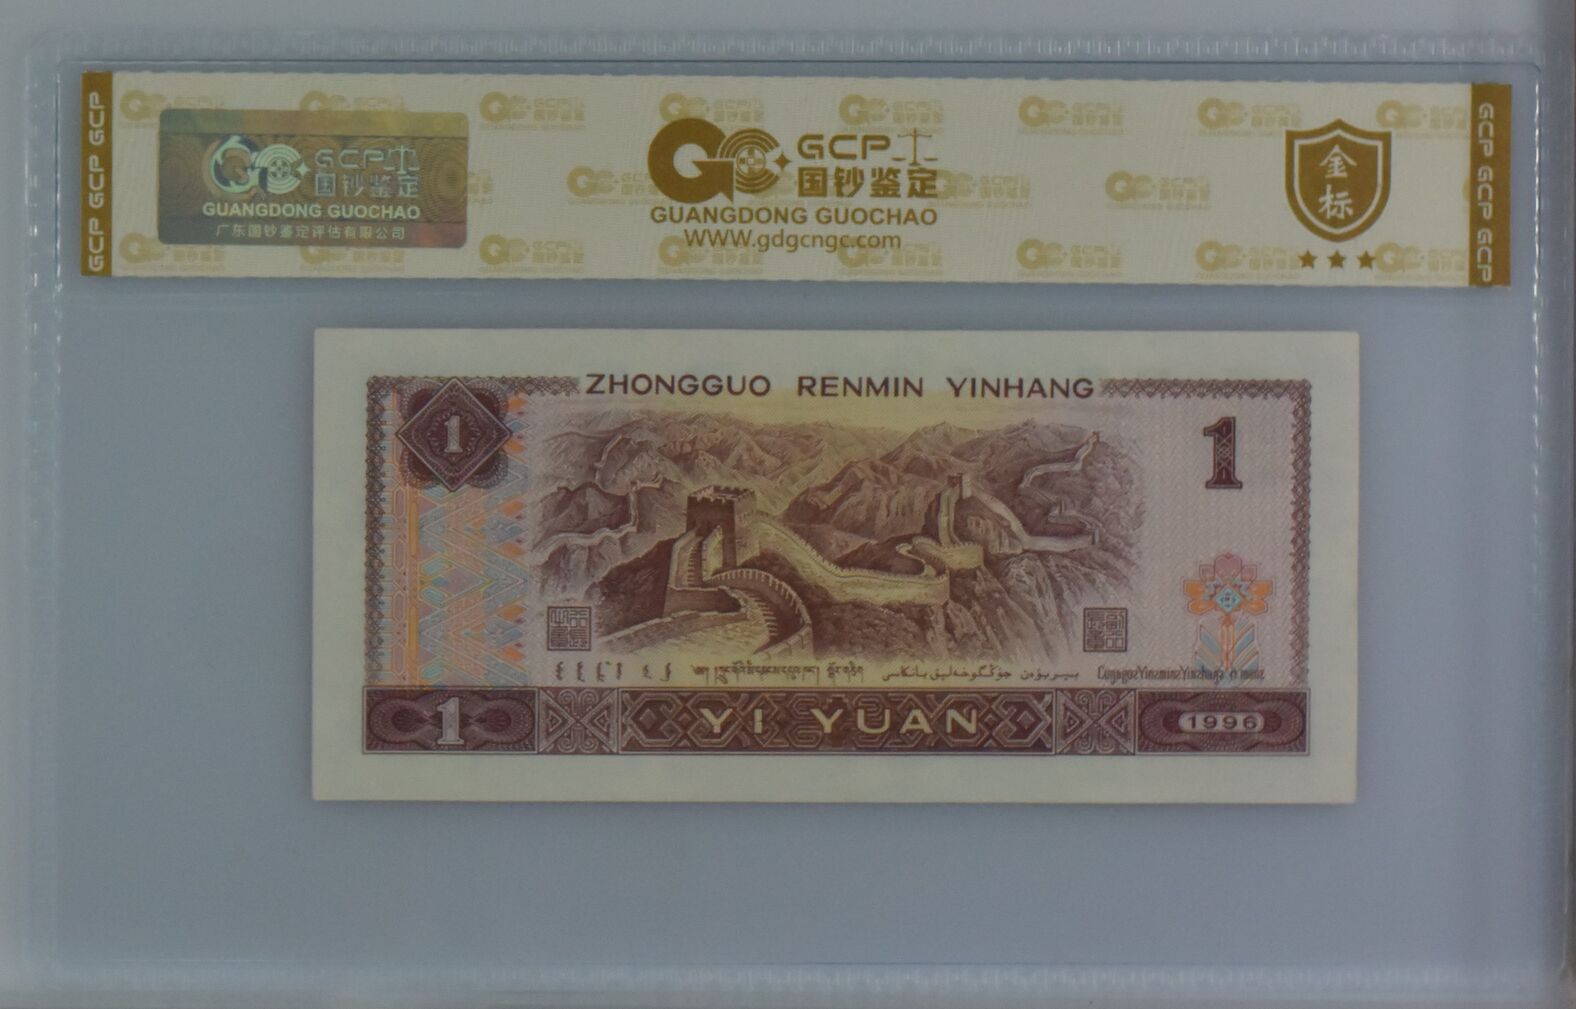 GCP GCP GCP
GCP
国钞鉴定
GUANGDONG GUOCHAO
广东国钞鉴定评估有限公司
GCP
国钞鉴定
GUANGDONG GUOCHAO
www.gdgcngc.com
金标
GCP GCP GCP
ZHONGGUO RENMIN YINHANG
1
1
1
YI YUAN
1996